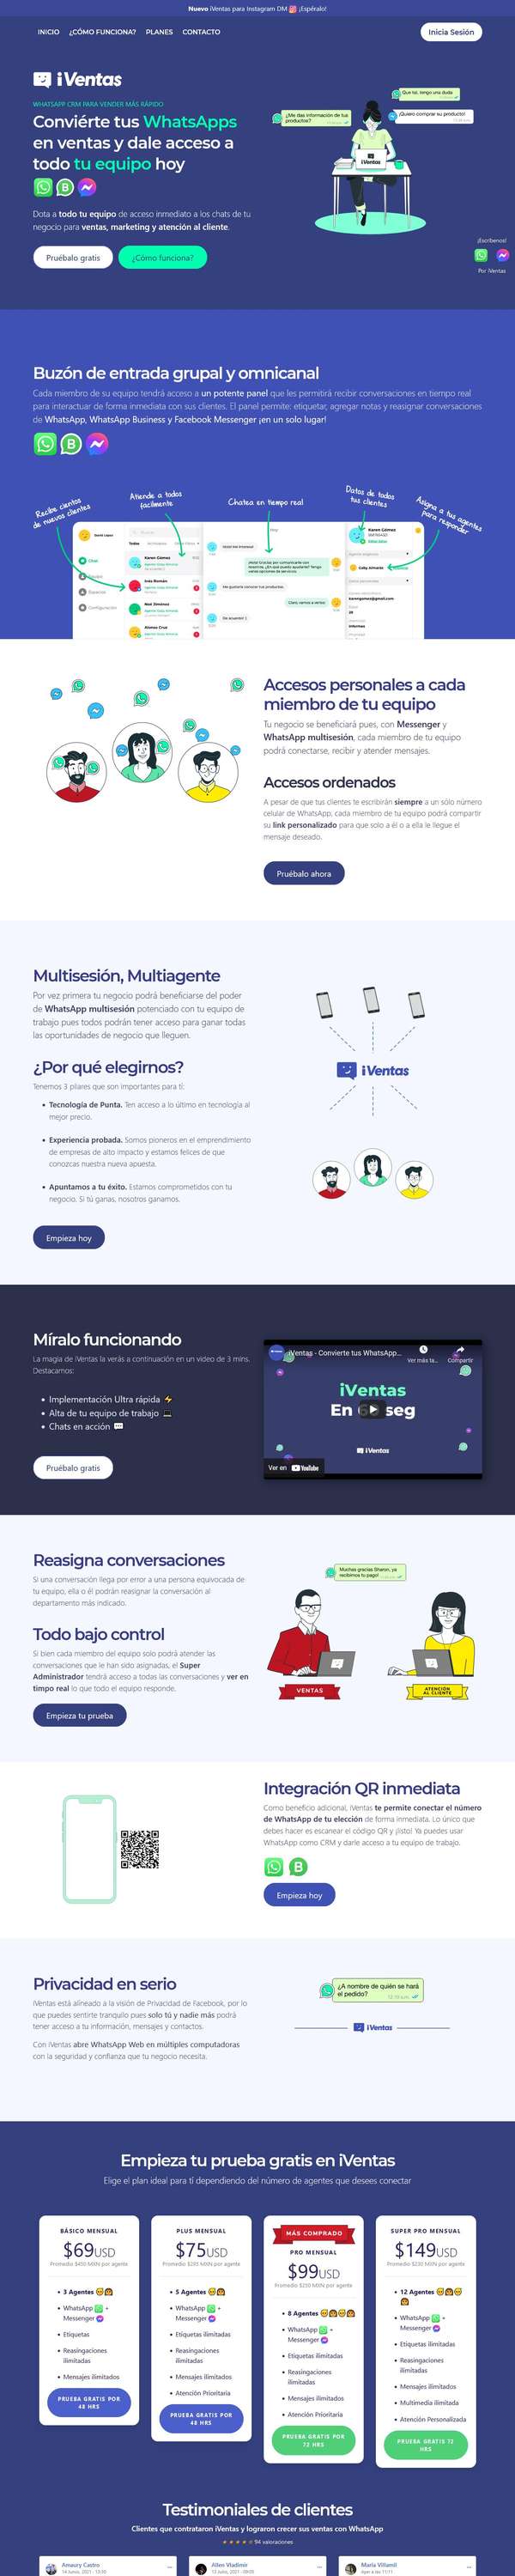 Nuevo iVentas para Instagram DM ¡Espéralo!
INICIO ¿CÓMO FUNCIONA? PLANES CONTACTO
Inicia Sesión
iVentas
WHATSAPP CRM PARA VENDER MÁS RÁPIDO
Conviérte tus WhatsApps
en ventas y dale acceso a
todo tu equipo hoy
Dota a todo tu equipo de acceso inmediato a los chats de tu
negocio para ventas, marketing y atención al cliente.
Pruébalo gratis
¿Cómo funciona?
Que tal, tengo una duda
¿Me das información de tus
productos?
¡Quiero comprar su producto!
iVentas
¡Escríbenos!
Por iVentas
Buzón de entrada grupal y omnicanal
Cada miembro de su equipo tendrá acceso a un potente panel que les permitirá recibir conversaciones en tiempo real
para interactuar de forma inmediata con sus clientes. El panel permite: etiquetar, agregar notas y reasignar conversaciones
de WhatsApp, WhatsApp Business y Facebook Messenger ¡en un solo lugar!
Recibe cientos
de nuevos clientes
Atiende a todos
facilmente
Chatea en tiempo real
Datos de todos
tus clientes
Asigna a tus agentes
para responder
Chat
Configuración
Karen Gómez
Inés Román
Noé Jiménez
Alonso Cruz
Karen Gómez
Gaby Almaráz
Accesos personales a cada
miembro de tu equipo
Tu negocio se beneficiará pues, con Messenger y
WhatsApp multisesión, cada miembro de tu equipo
podrá conectarse, recibir y atender mensajes.
Accesos ordenados
A pesar de que tus clientes te escribirán siempre a un sólo número
celular de WhatsApp, cada miembro de tu equipo podrá compartir
su link personalizado para que solo a él o a ella le llegue el
mensaje deseado.
Pruébalo ahora
Multisesión, Multiagente
Por vez primera tu negocio podrá beneficiarse del poder
de WhatsApp multisesión potenciado con tu equipo de
trabajo pues todos podrán tener acceso para ganar todas
las oportunidades de negocio que lleguen.
¿Por qué elegirnos?
Tenemos 3 pilares que son importantes para tí:
• Tecnología de Punta. Ten acceso a lo último en tecnología al
mejor precio.
• Experiencia probada. Somos pioneros en el emprendimiento
de empresas de alto impacto y estamos felices de que
conozcas nuestra nueva apuesta.
• Apuntamos a tu éxito. Estamos comprometidos con tu
negocio. Si tú ganas, nosotros ganamos.
Empieza hoy
iVentas
Míralo funcionando
La magia de iVentas la verás a continuación en un video de 3 mins.
Destacamos:
• Implementación Ultra rápida
• Alta de tu equipo de trabajo
• Chats en acción
Pruébalo gratis
iVentas - Convierte tus WhatsApp...
Ver más ta...
Compartir
iVentas
En seg
iVentas
Ver en YouTube
Reasigna conversaciones
Si una conversación llega por error a una persona equivocada de
tu equipo, ella o él podrán reasignar la conversación al
departamento más indicado.
Todo bajo control
Si bien cada miembro del equipo solo podrá atender las
conversaciones que le han sido asignadas, el Super
Administrador tendrá acceso a todas las conversaciones y ver en
timpo real lo que todo el equipo responde.
Empieza tu prueba
Muchas gracias Sharon, ya
recibimos tu pago!
VENTAS
ATENCIÓN
AL CLIENTE
Integración QR inmediata
Como beneficio adicional, iVentas te permite conectar el número
de WhatsApp de tu elección de forma inmediata. Lo único que
debes hacer es escanear el código QR y ¡listo! Ya puedes usar
WhatsApp como CRM y darle acceso a tu equipo de trabajo.
Empieza hoy
Privacidad en serio
iVentas está alineado a la visión de Privacidad de Facebook, por lo
que puedes sentirte tranquilo pues solo tú y nadie más podrá
tener acceso a tu información, mensajes y contactos.
Con iVentas abre WhatsApp Web en múltiples computadoras
con la seguridad y confianza que tu negocio necesita.
¿A nombre de quién se hará
el pedido?
iVentas
Empieza tu prueba gratis en iVentas
Elige el plan ideal para tí dependiendo del número de agentes que desees conectar
BÁSICO MENSUAL
$69USD
Promedio $450 MXN por agente
• 3 Agentes
• WhatsApp +
Messenger
• Etiquetas
• Reasingaciones
ilimitadas
• Mensajes ilimitados
PRUEBA GRATIS POR
48 HRS
PLUS MENSUAL
$75USD
Promedio $295 MXN por agente
• 5 Agentes
• WhatsApp +
Messenger
• Etiquetas ilimitadas
• Reasingaciones
ilimitadas
• Mensajes ilimitados
• Atención Prioritaria
PRUEBA GRATIS POR
48 HRS
MÁS COMPRADO
PRO MENSUAL
$99USD
Promedio $250 MXN por agente
• 8 Agentes
• WhatsApp +
Messenger
• Etiquetas ilimitadas
• Reasingaciones
ilimitadas
• Mensajes ilimitados
• Atención Prioritaria
PRUEBA GRATIS POR
72 HRS
SUPER PRO MENSUAL
$149USD
Promedio $230 MXN por agente
• 12 Agentes
• WhatsApp +
Messenger
• Etiquetas ilimitadas
• Reasingaciones
ilimitadas
• Mensajes ilimitados
• Multimedia ilimitada
• Atención Personalizada
PRUEBA GRATIS 72
HRS
Testimoniales de clientes
Clientes que contrataron iVentas y lograron crecer sus ventas con WhatsApp
94 valoraciones
Amaury Castro
Allen Vladimir
María Villamil